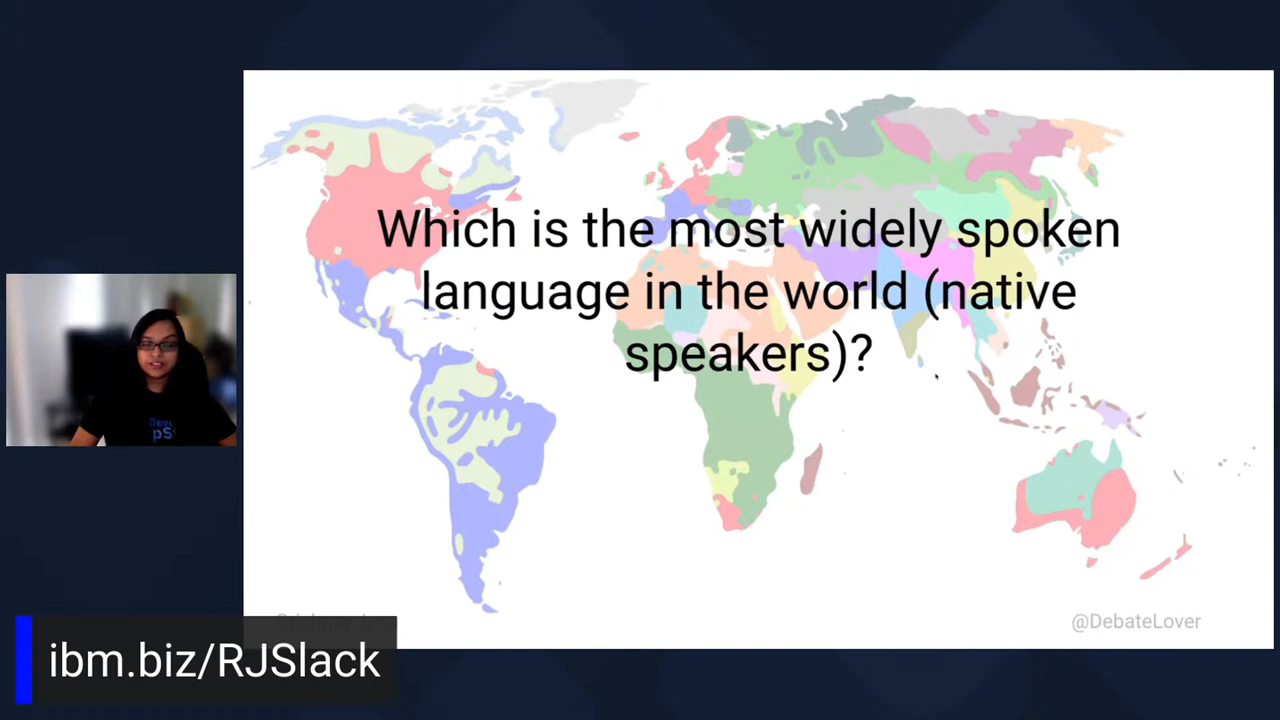 Which is the most widely spoken
language in the world (native
speakers)?
@DebateLover
ibm.biz/RJSlack